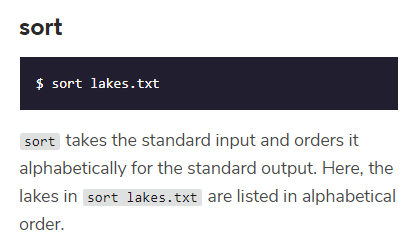 sort
$ sort lakes.txt
sort takes the standard input and orders it
alphabetically for the standard output. Here, the
lakes in sort lakes.txt are listed in alphabetical
order.